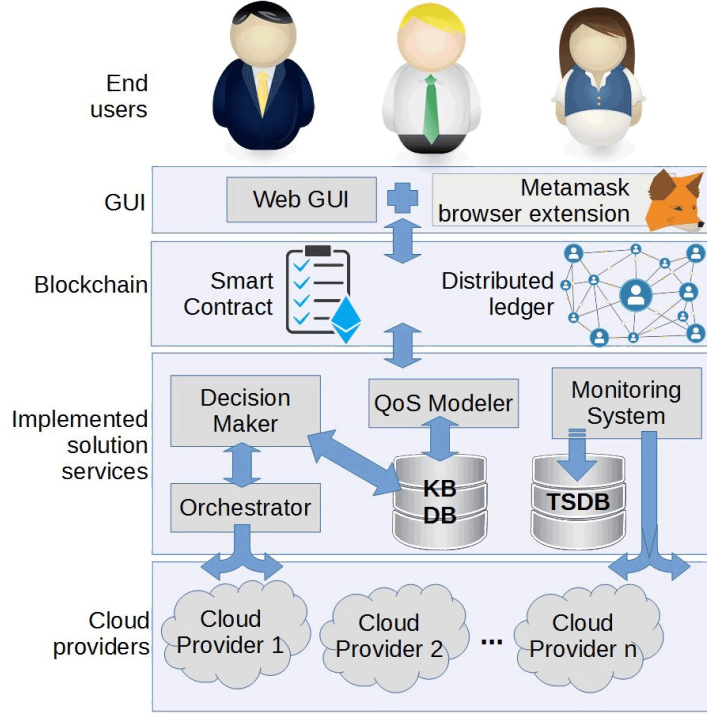 End
users
GUI
Web GUI
Metamask
browser extension
Blockchain
Smart
Contract
Distributed
ledger
Implemented
solution
services
Decision
Maker
QoS Modeler
Monitoring
System
Orchestrator
KB
DB
TSDB
Cloud
providers
Cloud
Provider 1
Cloud
Provider 2
...
Cloud
Provider n